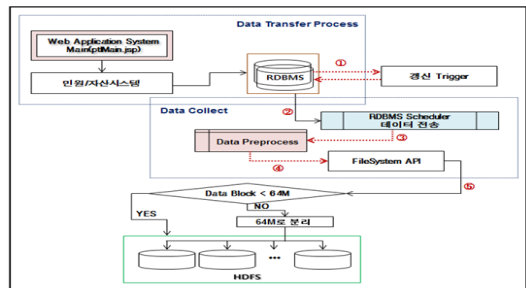 Data Transfer Process
Web Application System
Main(ptlMain.jsp)
인원/자산시스템
RDBMS
①
갱신 Trigger
②
Data Collect
RDBMS Scheduler
데이터 전송
③
Data Preprocess
④
FileSystem API
⑤
Data Block < 64M
YES
NO
64M로 분리
...
HDFS